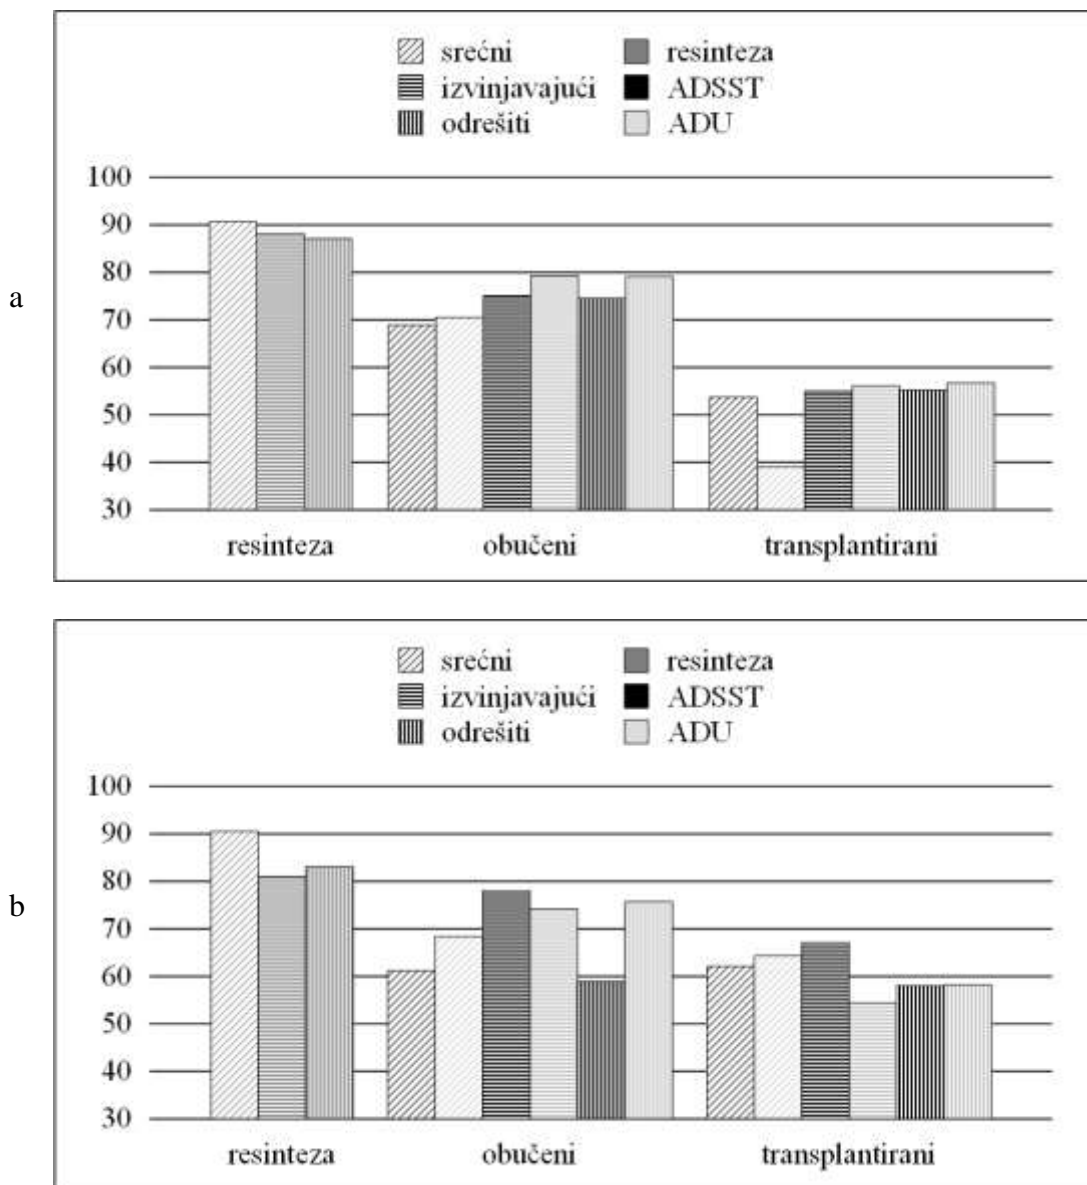 a
srećni resinteza
izvinjavajući ADSST
odrešiti ADU
100
90
80
70
60
50
40
30
resinteza obučeni transplantirani
b
srećni resinteza
izvinjavajući ADSST
odrešiti ADU
100
90
80
70
60
50
40
30
resinteza obučeni transplantirani